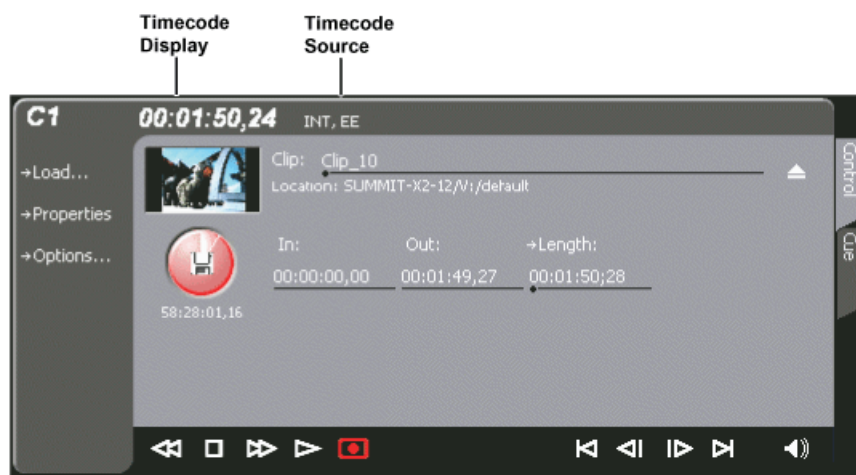 Timecode Display
Timecode Source
C1 00:01:50,24 INT, EE
→Load...
→Properties
→Options...
Clip: Clip_10
Location: SUMMIT-X2-12/V:/default
In: Out: →Length:
00:00:00,00 00:01:49,27 00:01:50;28
58:28:01,16
Control
Cue